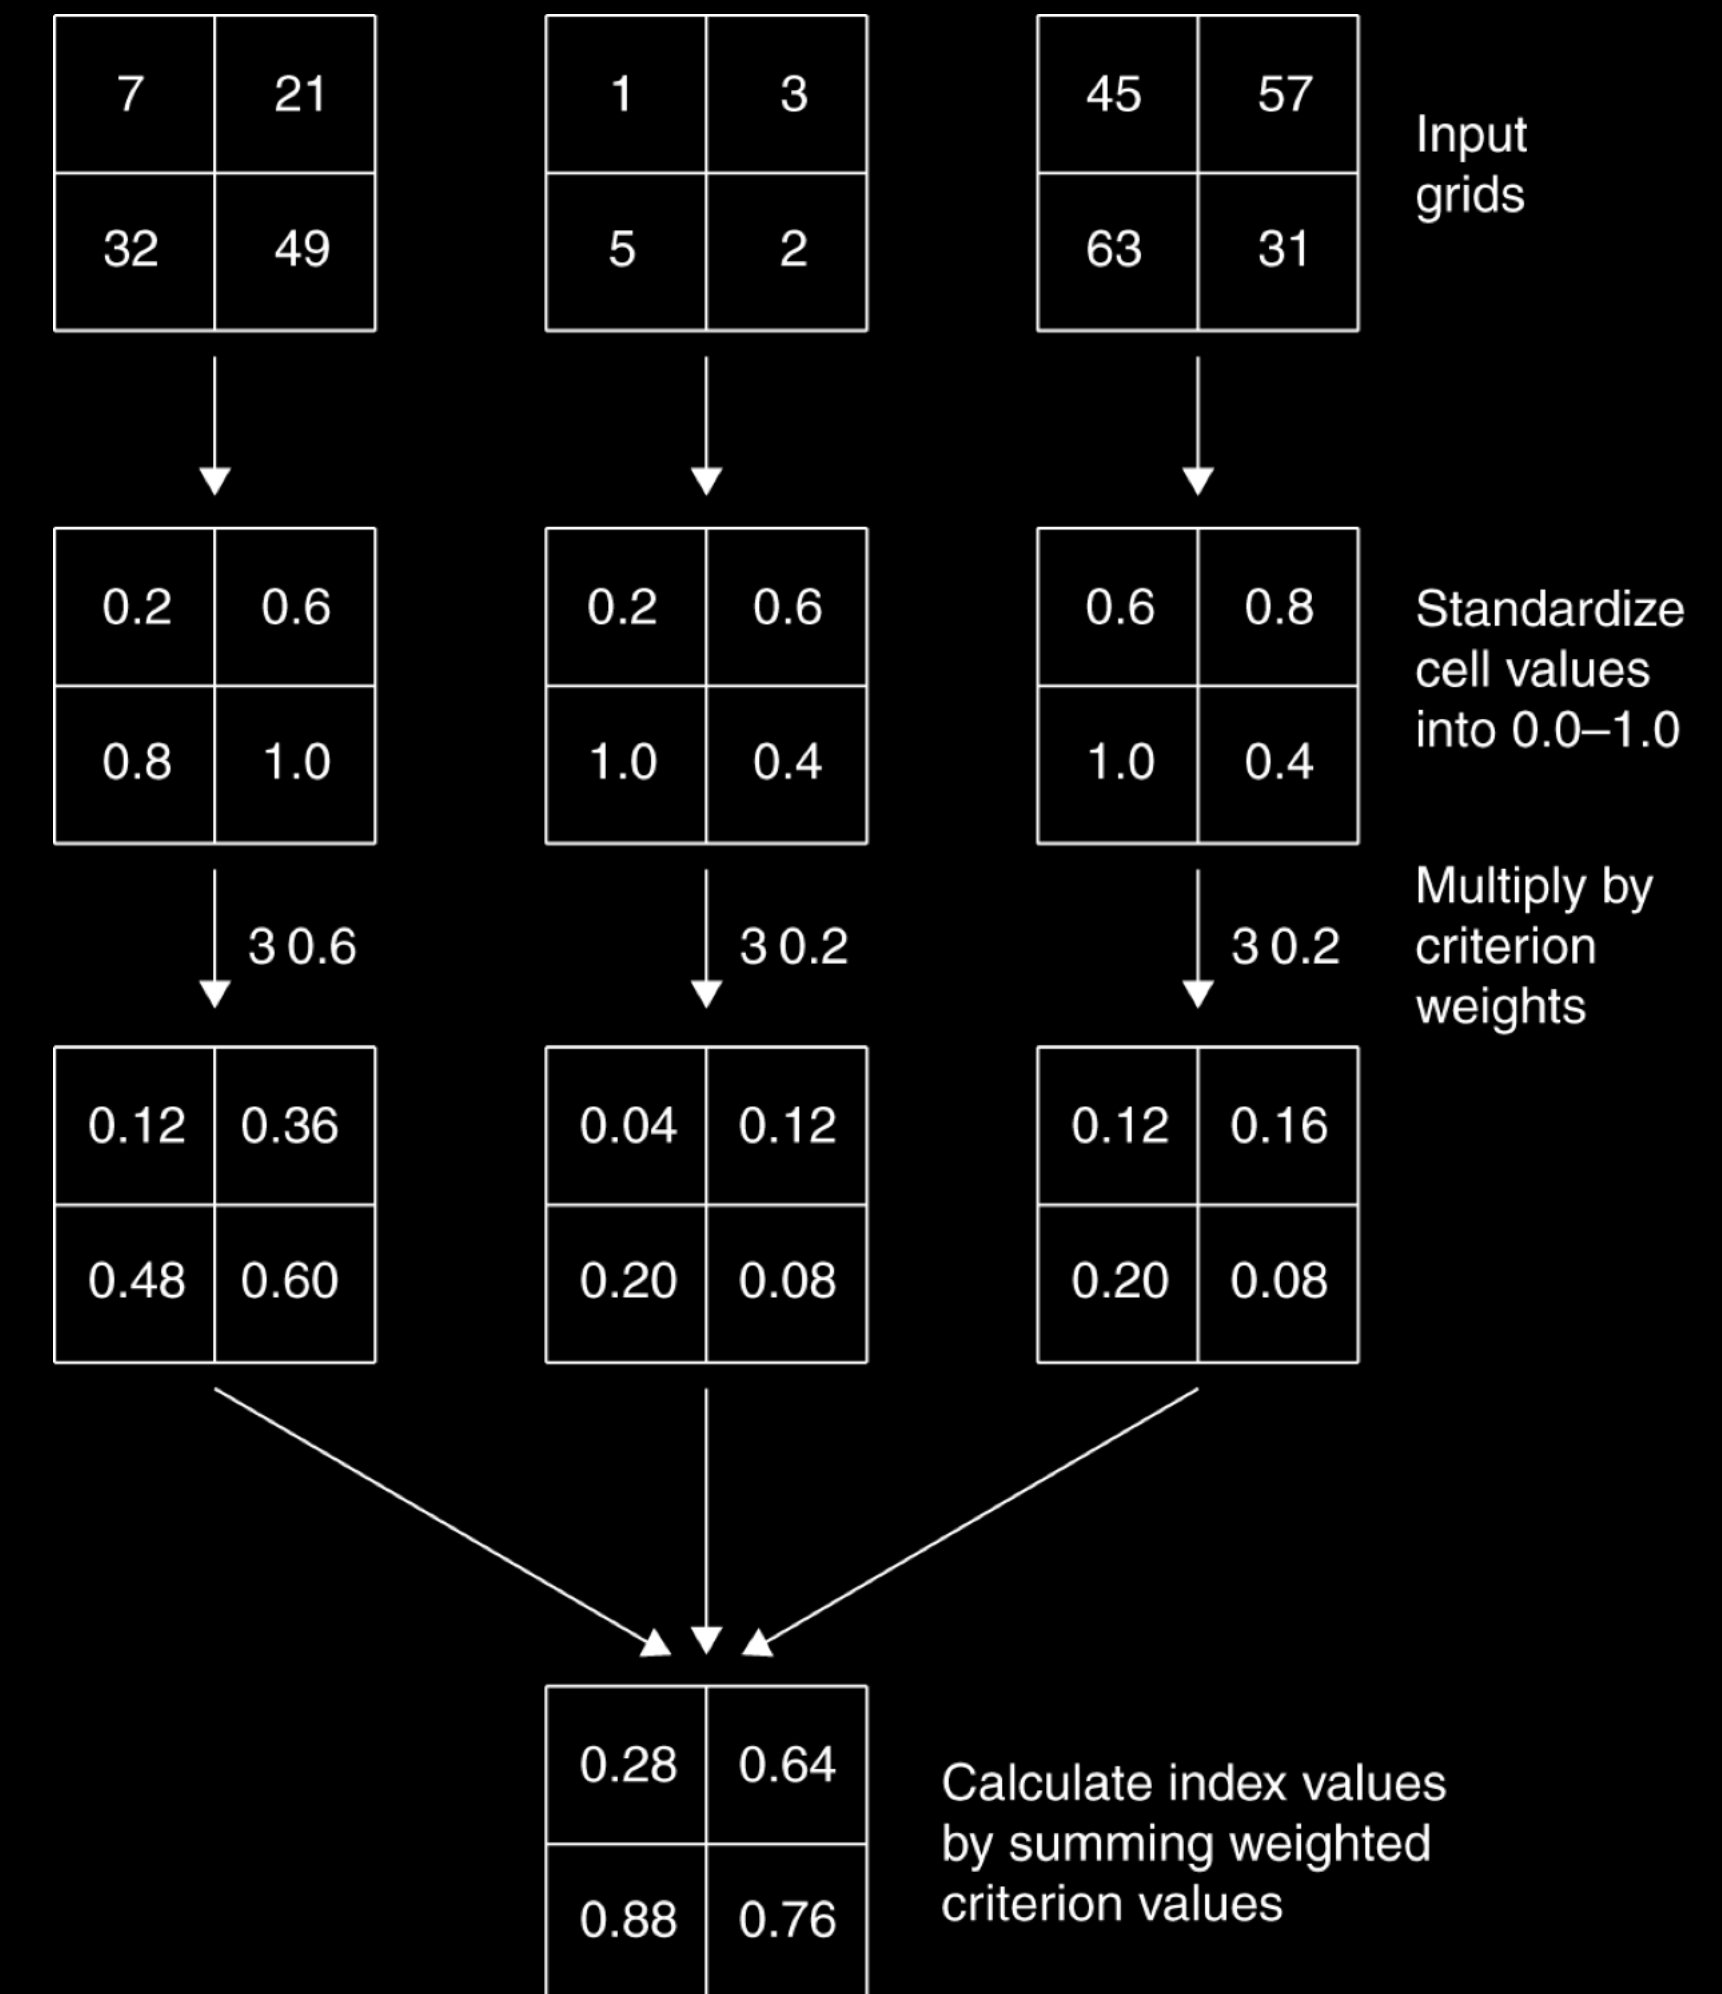 7 21 1 3 45 57
Input
grids
32 49 5 2 63 31
0.2 0.6 0.2 0.6 0.6 0.8
Standardize
cell values
into 0.0–1.0
0.8 1.0 1.0 0.4 1.0 0.4
Multiply by
criterion
weights
3 0.6 3 0.2 3 0.2
0.12 0.36 0.04 0.12 0.12 0.16
0.48 0.60 0.20 0.08 0.20 0.08
0.28 0.64
0.88 0.76
Calculate index values
by summing weighted
criterion values